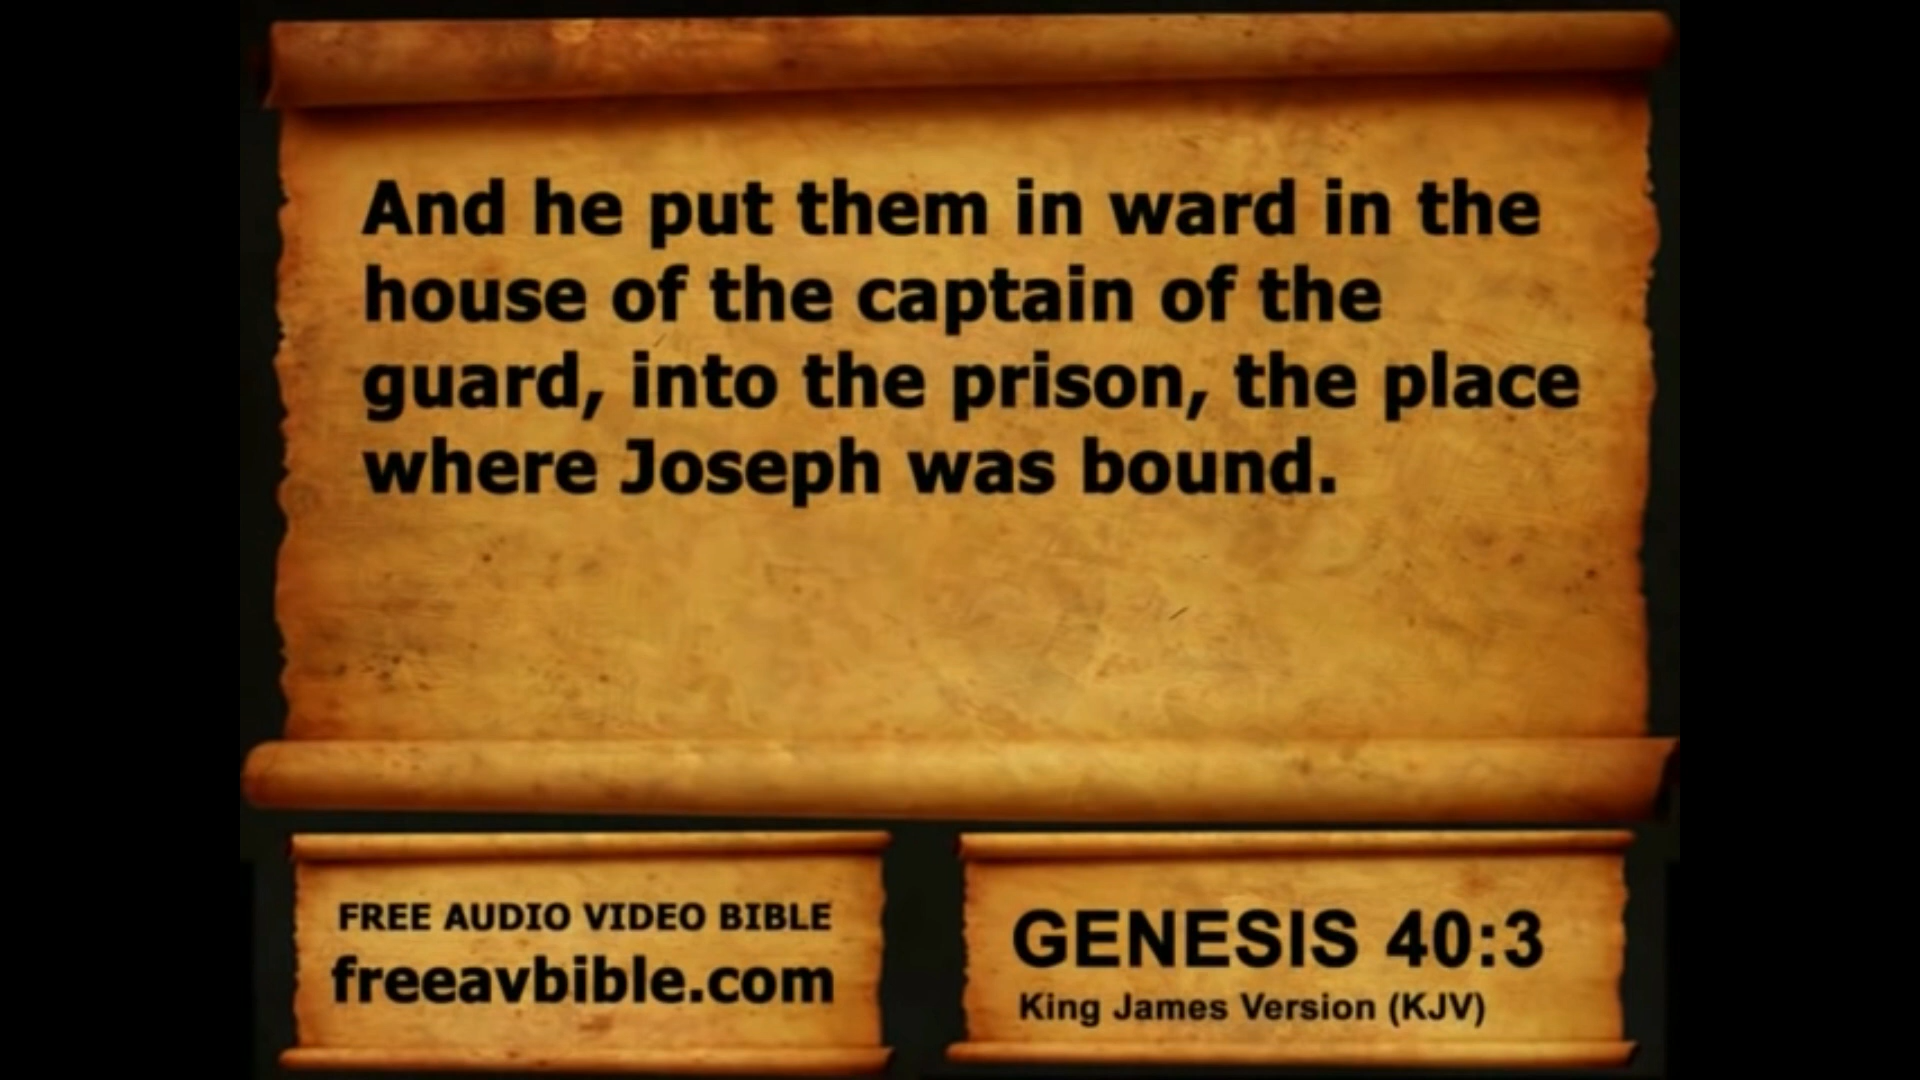 And he put them in ward in the
house of the captain of the
guard, into the prison, the place
where Joseph was bound.
FREE AUDIO VIDEO BIBLE
freeavbible.com
GENESIS 40:3
King James Version (KJV)